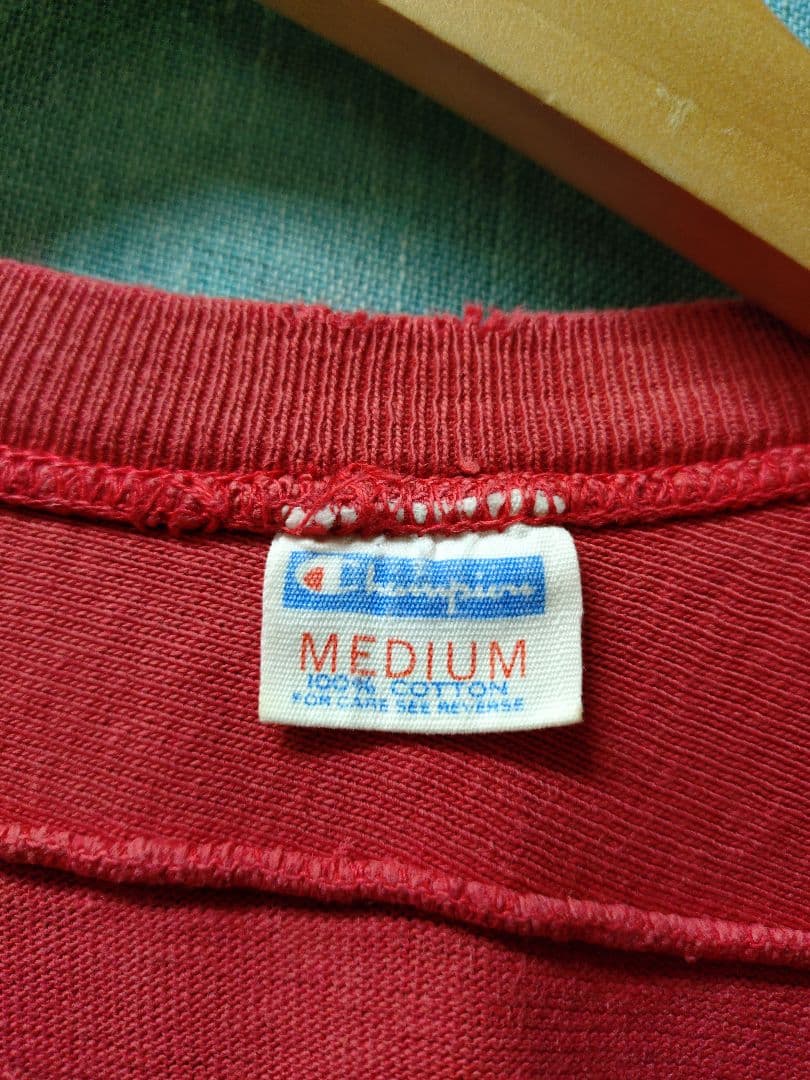 Champion
MEDIUM
100% COTTON
FOR CARE SEE REVERSE